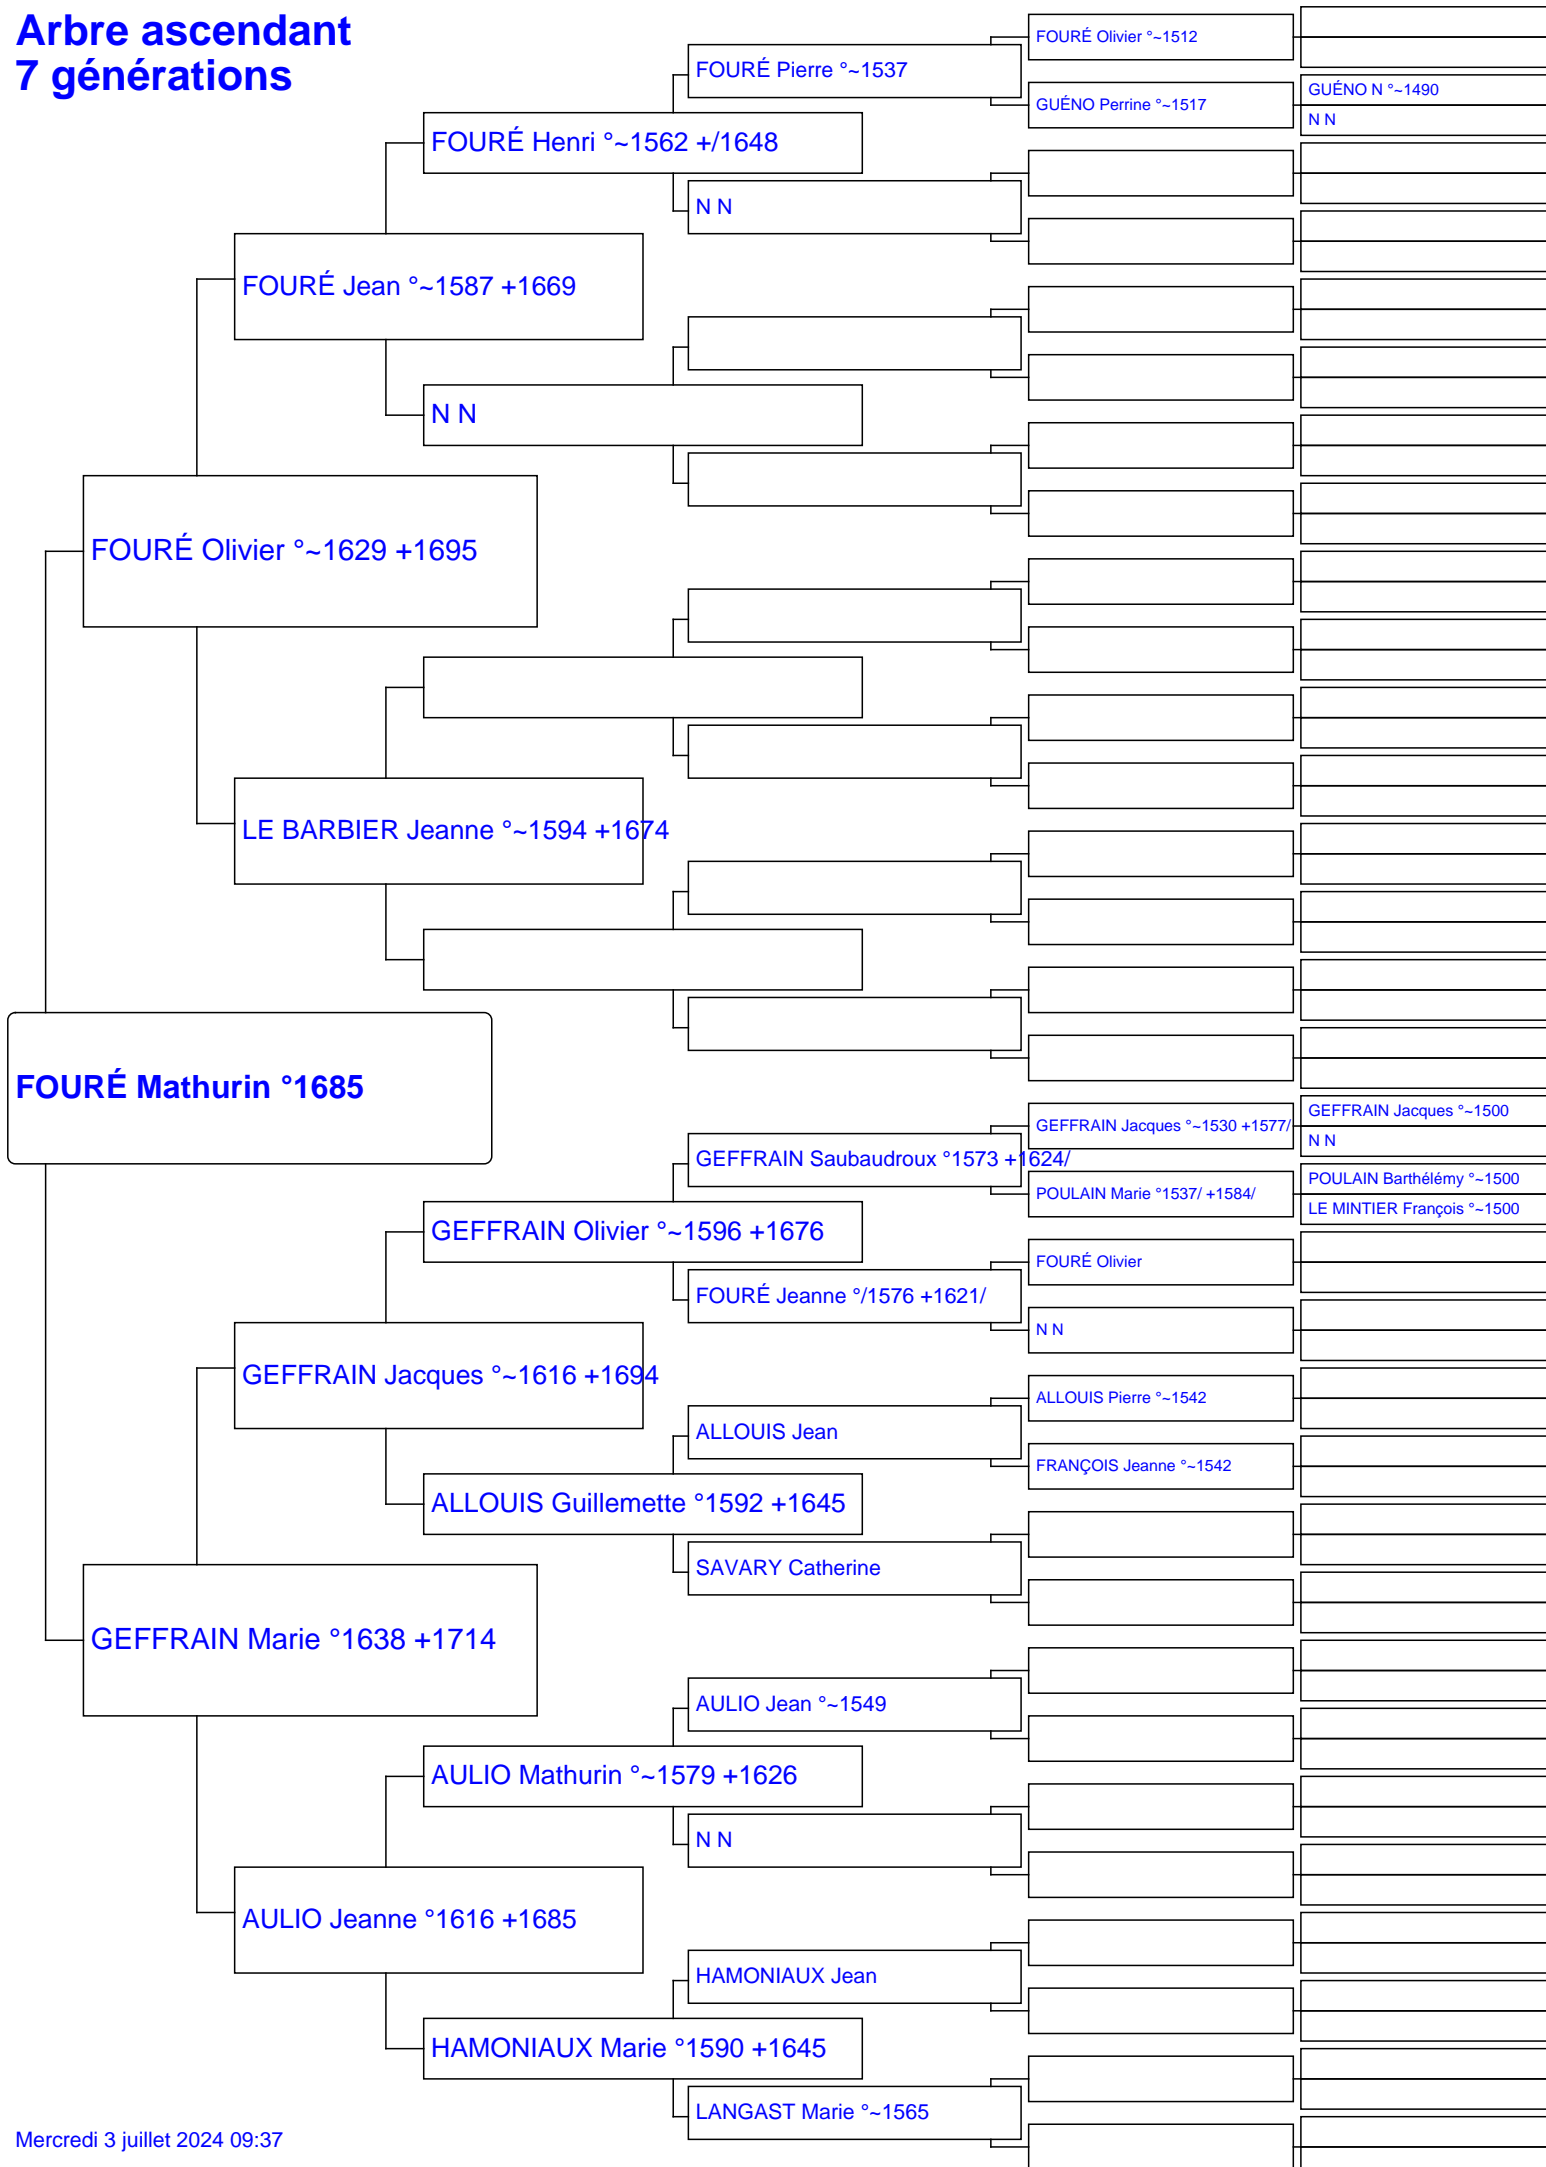 Arbre ascendant
7 générations
FOURÉ Olivier °~1512
FOURÉ Pierre °~1537
GUÉNO N °~1490
GUÉNO Perrine °~1517
N N
FOURÉ Henri °~1562 +/1648
N N
FOURÉ Jean °~1587 +1669
N N
FOURÉ Olivier °~1629 +1695
LE BARBIER Jeanne °~1594 +1674
FOURÉ Mathurin °1685
GEFFRAIN Jacques °~1500
GEFFRAIN Jacques °~1530 +1577/
N N
GEFFRAIN Saubaudroux °1573 +1624/
POULAIN Barthélémy °~1500
POULAIN Marie °1537/ +1584/
LE MINTIER François °~1500
GEFFRAIN Olivier °~1596 +1676
FOURÉ Olivier
FOURÉ Jeanne °/1576 +1621/
N N
GEFFRAIN Jacques °~1616 +1694
ALLOUIS Pierre °~1542
ALLOUIS Jean
FRANÇOIS Jeanne °~1542
ALLOUIS Guillemette °1592 +1645
SAVARY Catherine
GEFFRAIN Marie °1638 +1714
AULIO Jean °~1549
AULIO Mathurin °~1579 +1626
N N
AULIO Jeanne °1616 +1685
HAMONIAUX Jean
HAMONIAUX Marie °1590 +1645
LANGAST Marie °~1565
Mercredi 3 juillet 2024 09:37